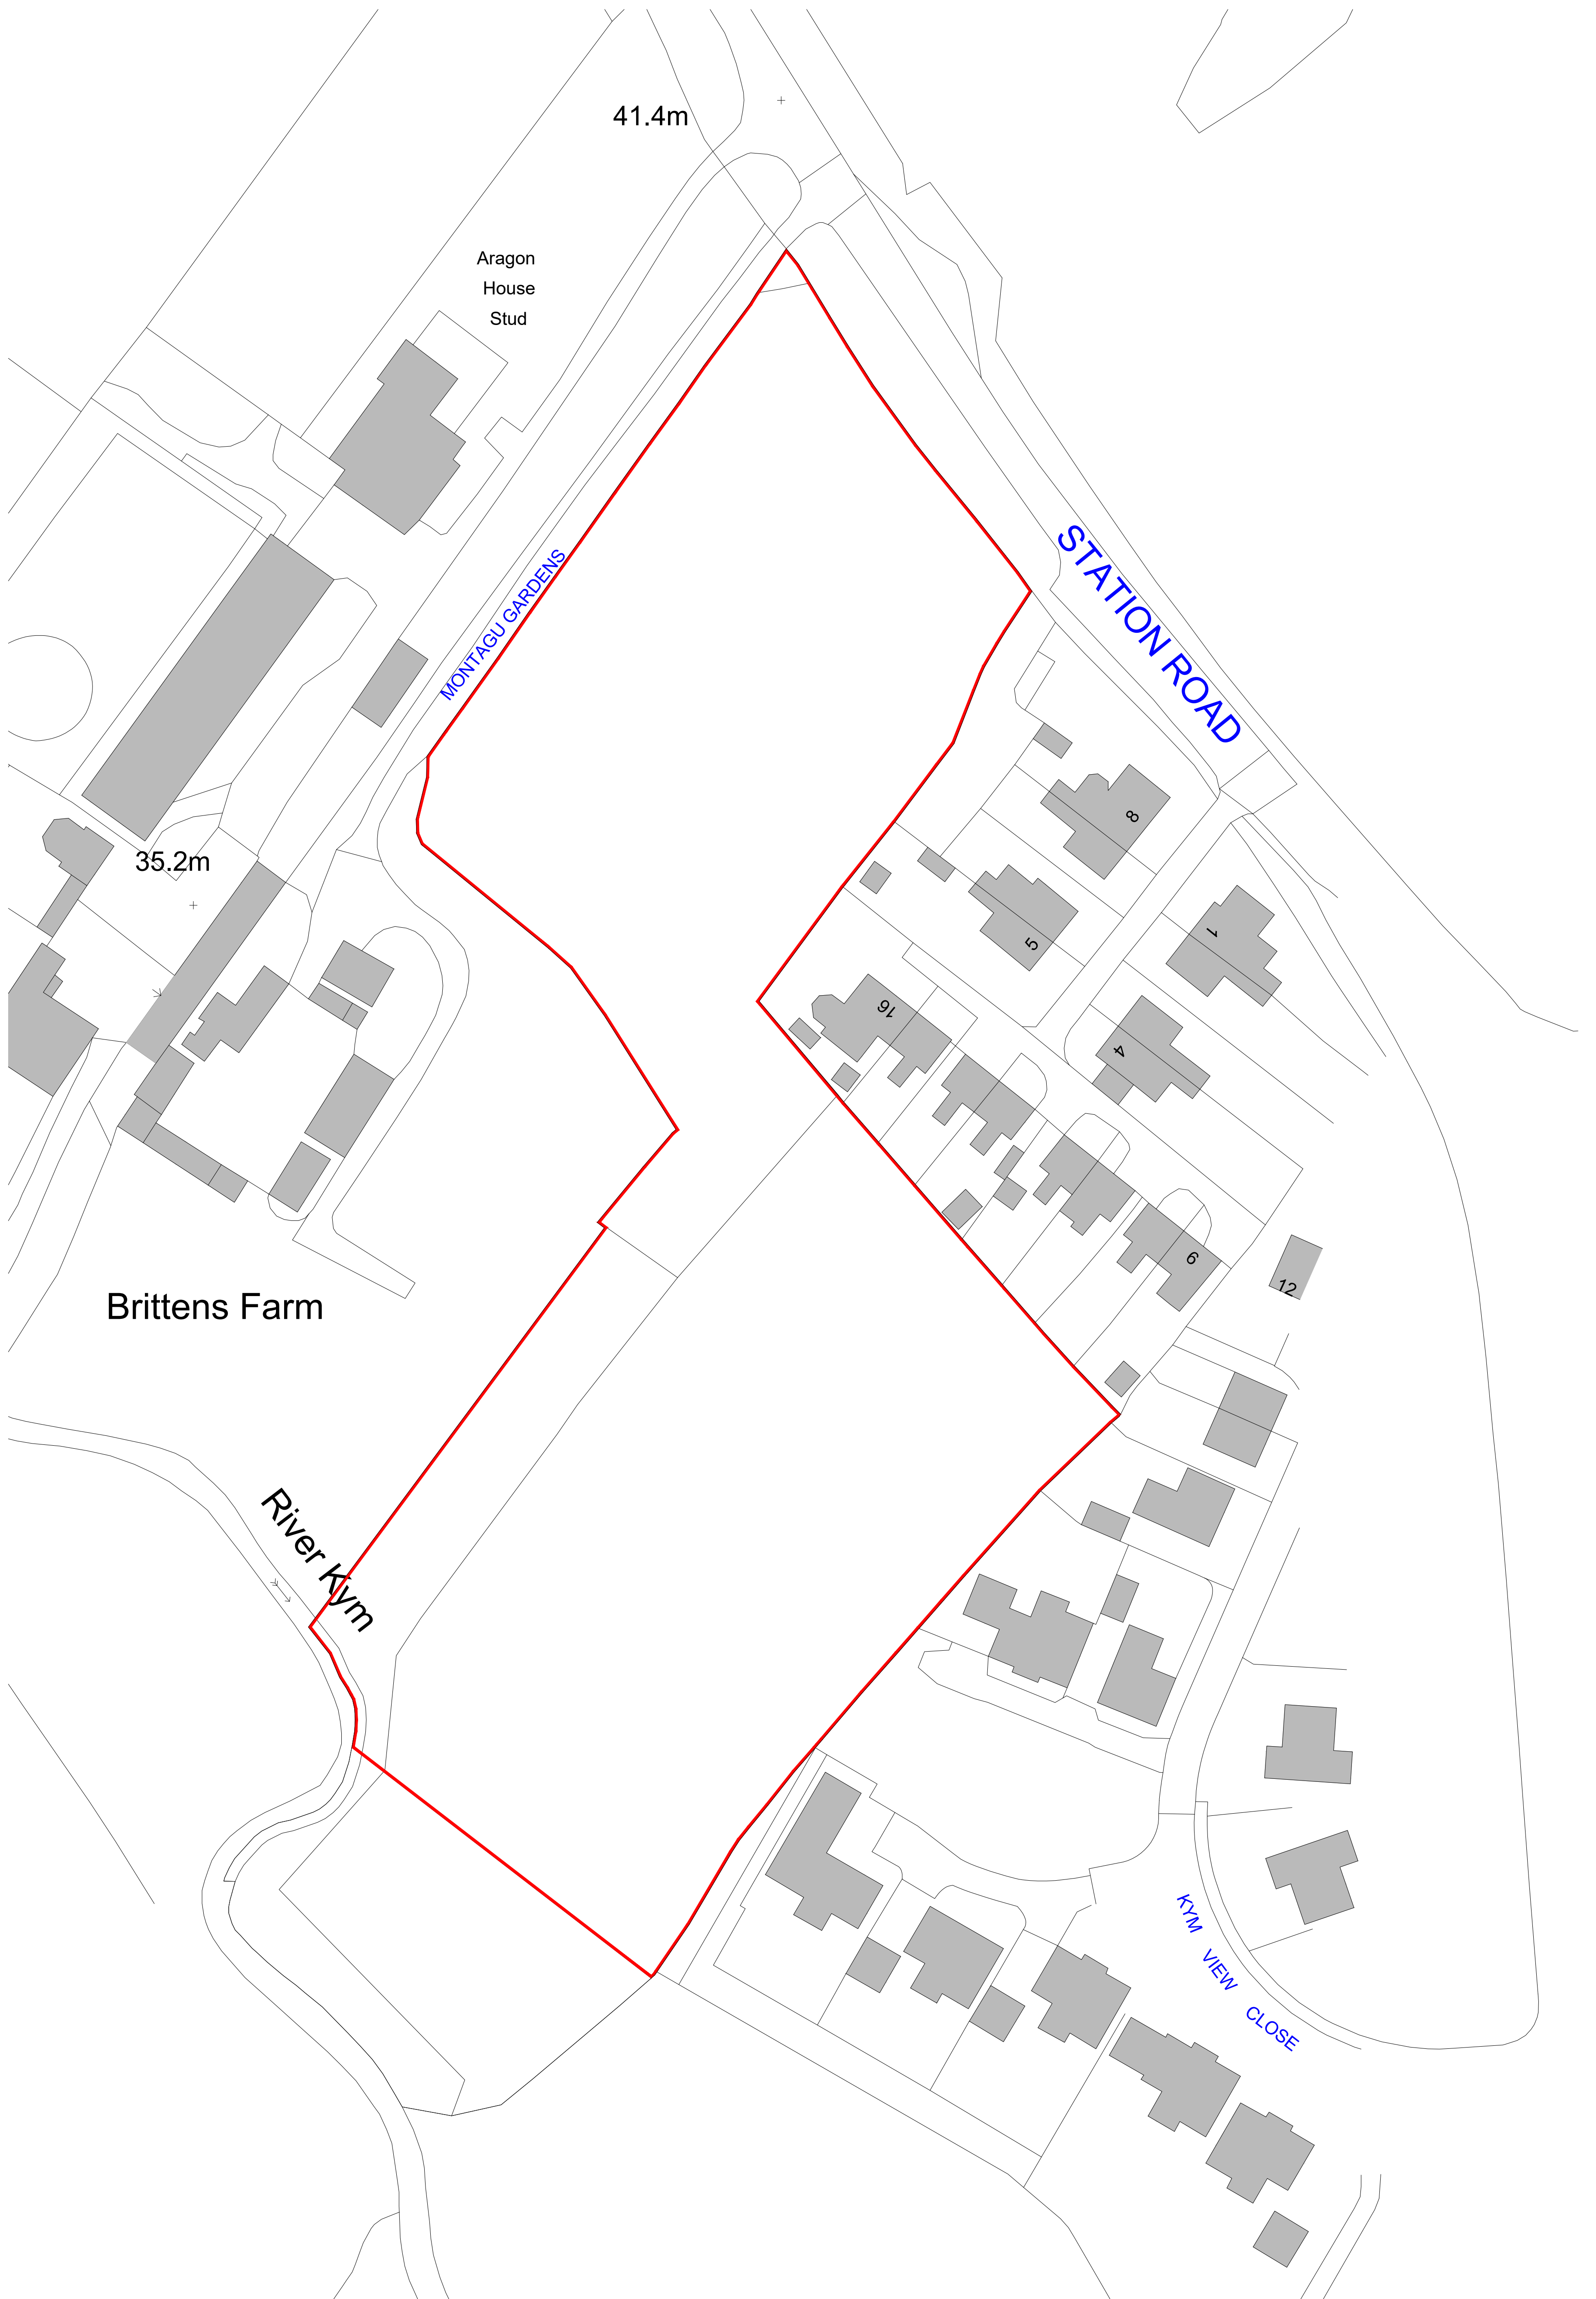 41.4m
Aragon
House
Stud
STATION ROAD
MONTAGU GARDENS
8
35.2m
1
5
16
4
9
12
Brittens Farm
River Kym
KYM VIEW CLOSE